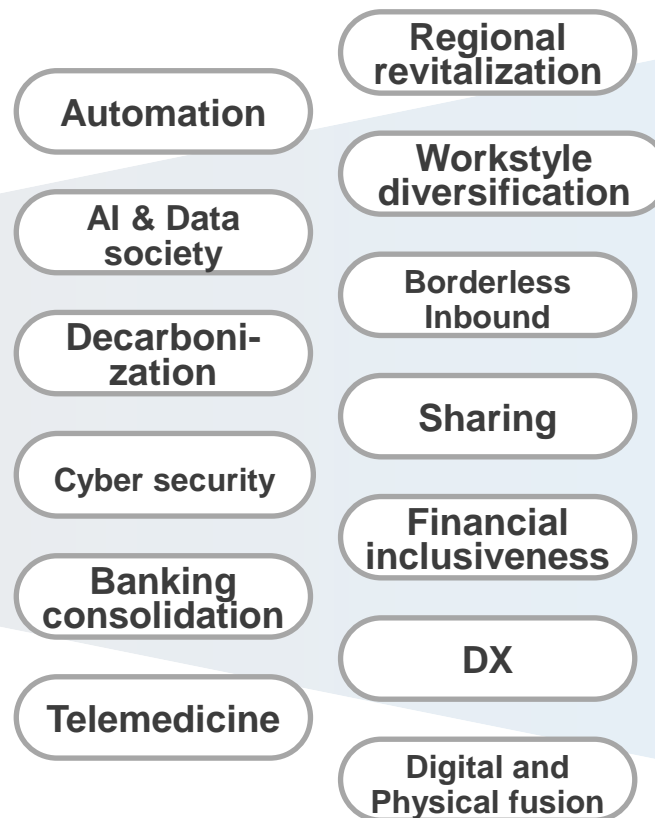 Automation
AI & Data
society
Decarboni-
zation
Cyber security
Banking
consolidation
Telemedicine
Regional
revitalization
Workstyle
diversification
Borderless
Inbound
Sharing
Financial
inclusiveness
DX
Digital and
Physical fusion